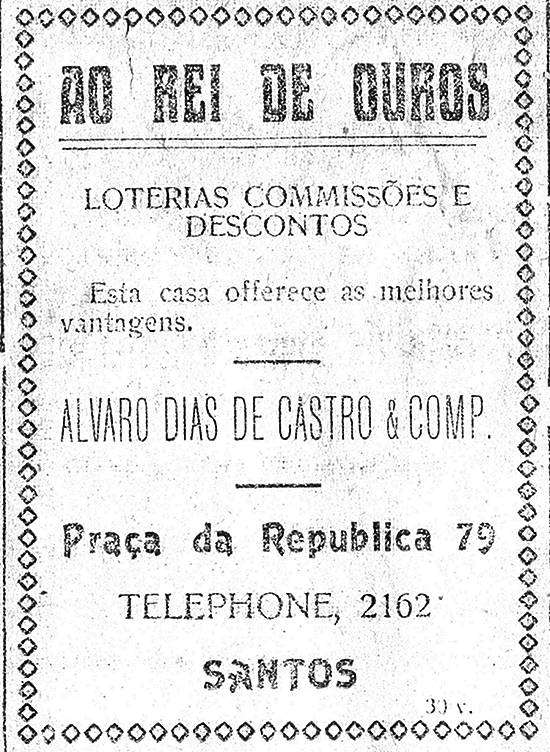 AO REI DE OUROS
LOTERIAS COMMISSÕES E
DESCONTOS
Esta casa offerece as melhores
vantagens.
ALVARO DIAS DE CASTRO & COMP.
Praça da Republica 79
TELEPHONE, 2162
SANTOS
30 v.